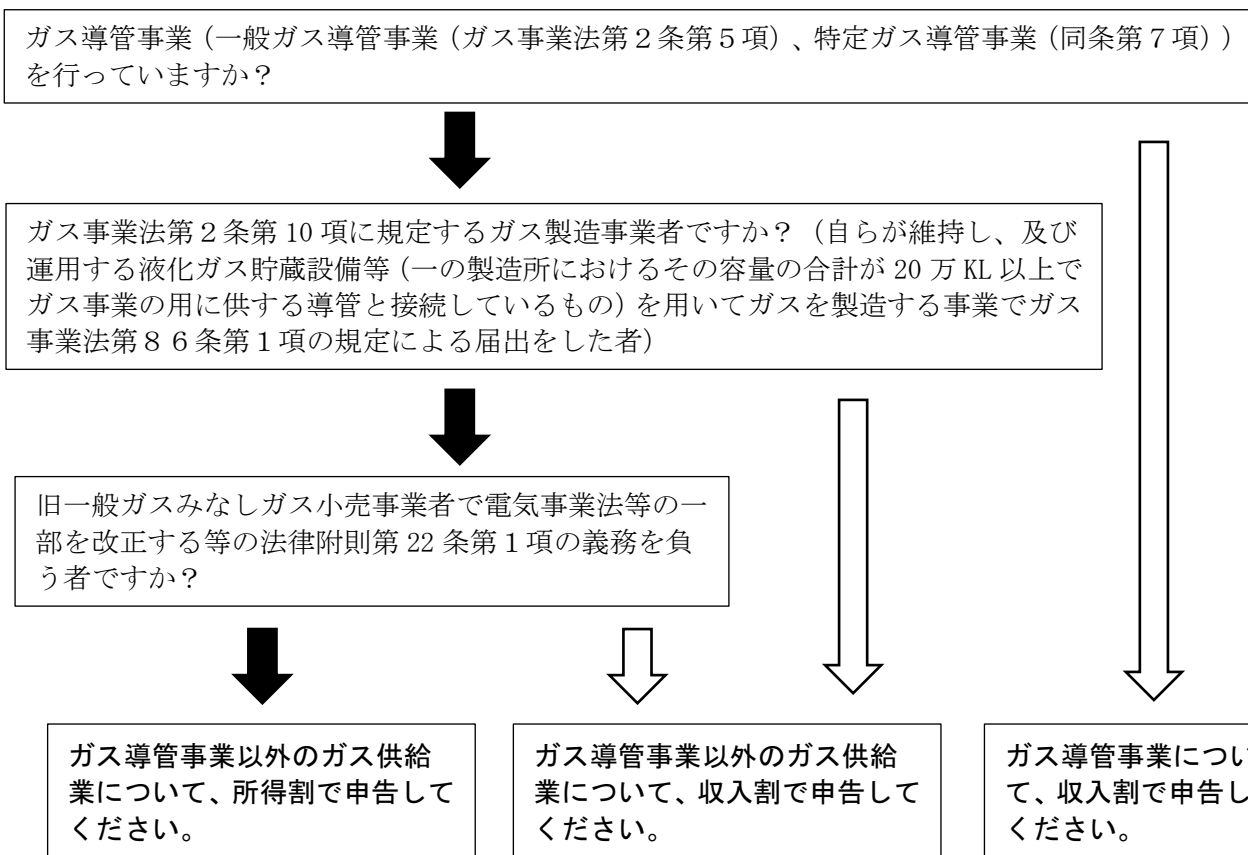 ガス導管事業（一般ガス導管事業（ガス事業法第２条第５項）、特定ガス導管事業（同条第７項））
を行っていますか？
ガス事業法第２条第 10 項に規定するガス製造事業者ですか？（自らが維持し、及び
運用する液化ガス貯蔵設備等（一の製造所におけるその容量の合計が 20 万 KL 以上で
ガス事業の用に供する導管と接続しているもの）を用いてガスを製造する事業でガス
事業法第８６条第１項の規定による届出をした者）
旧一般ガスみなしガス小売事業者で電気事業法等の一
部を改正する等の法律附則第 22 条第１項の義務を負
う者ですか？
ガス導管事業以外のガス供給
業について、所得割で申告して
ください。
ガス導管事業以外のガス供給
業について、収入割で申告して
ください。
ガス導管事業につい
て、収入割で申告し
ください。